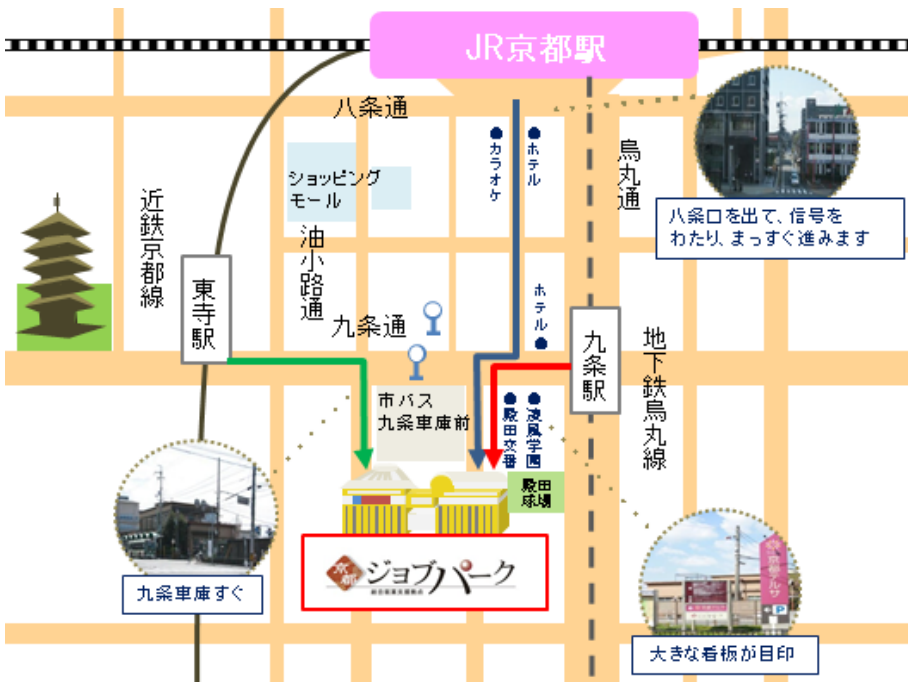 JR京都駅
八条通
カラオケ
ホテル
烏丸通
ショッピング
モール
八条口を出て、信号を
わたり、まっすぐ進みます
近鉄京都線
油小路通
東寺駅
九条通
ホテル
九条駅
地下鉄烏丸線
市バス
九条車庫前
殿田交番
凌風学園
殿田
球場
京都
ジョブパーク
九条車庫すぐ
京都テルサ
P
大きな看板が目印